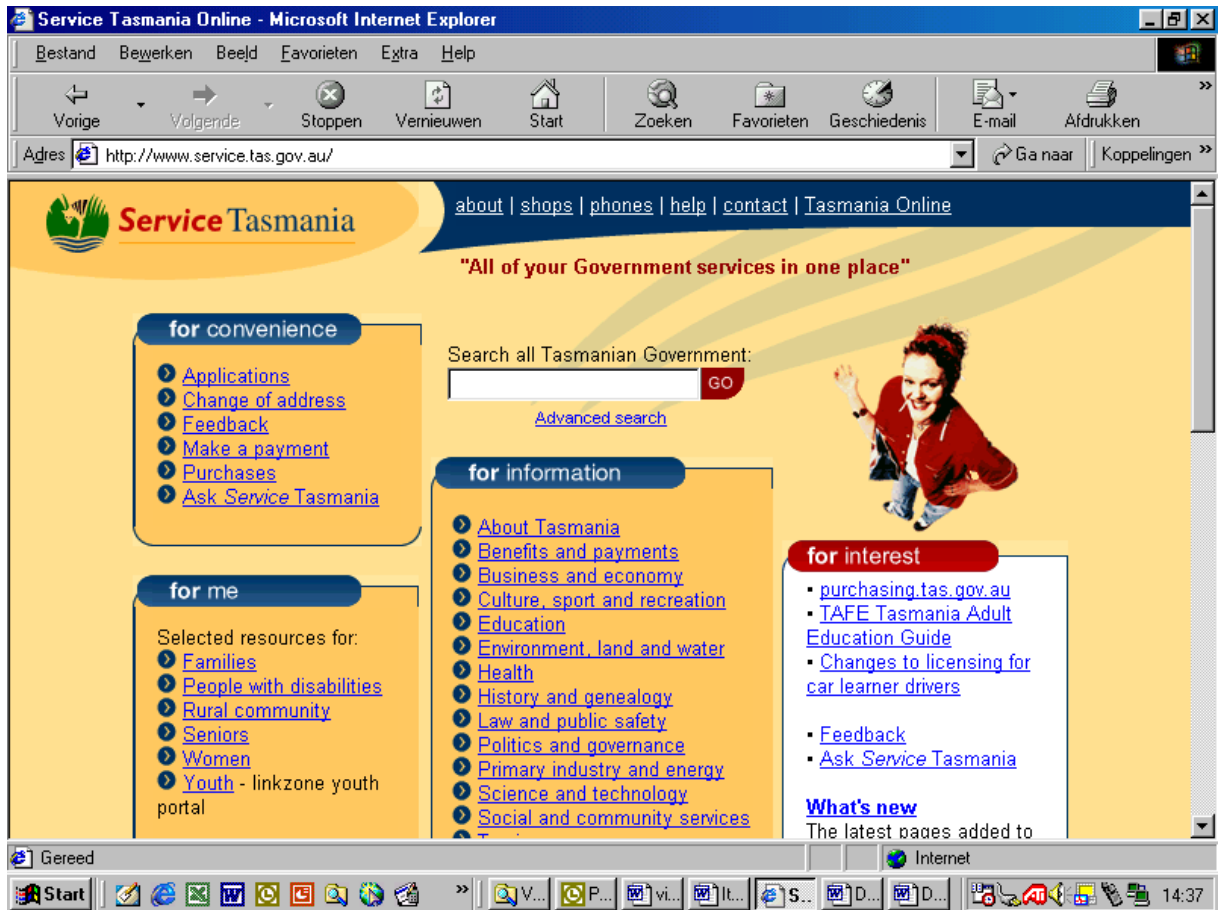 Service Tasmania Online - Microsoft Internet Explorer
Bestand Bewerken Beeld Favorieten Extra Help
Vorige Volgende Stoppen Vernieuwen Start Zoeken Favorieten Geschiedenis E-mail Afdrukken »
Adres http://www.service.tas.gov.au/ Ga naar Koppelingen »
Service Tasmania
about | shops | phones | help | contact | Tasmania Online
"All of your Government services in one place"
for convenience
Applications
Change of address
Feedback
Make a payment
Purchases
Ask Service Tasmania
for me
Selected resources for:
Families
People with disabilities
Rural community
Seniors
Women
Youth - linkzone youth
portal
Search all Tasmanian Government:
GO
Advanced search
for information
About Tasmania
Benefits and payments
Business and economy
Culture, sport and recreation
Education
Environment, land and water
Health
History and genealogy
Law and public safety
Politics and governance
Primary industry and energy
Science and technology
Social and community services
for interest
▪ purchasing.tas.gov.au
▪ TAFE Tasmania Adult
Education Guide
▪ Changes to licensing for
car learner drivers
▪ Feedback
▪ Ask Service Tasmania
What's new
The latest pages added to
Gereed Internet
Start » V... P... vi... It... S.. D... D... 14:37